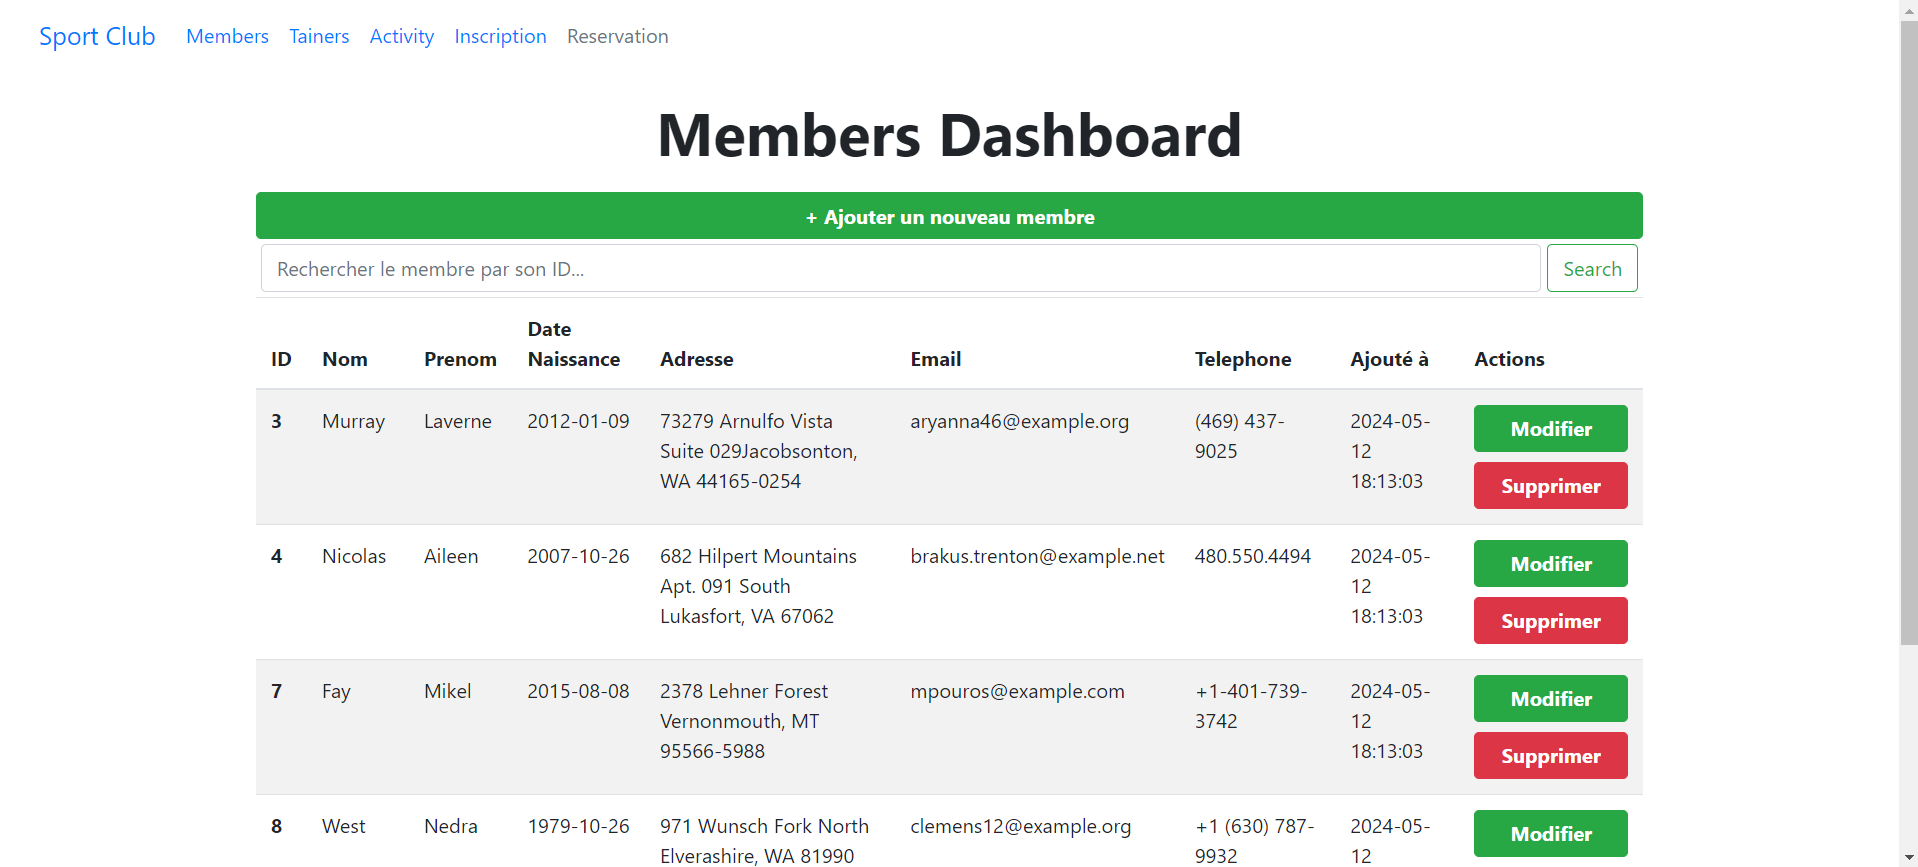 Sport Club Members Tainers Activity Inscription Reservation
Members Dashboard
+ Ajouter un nouveau membre
Rechercher le membre par son ID... Search
ID Nom Prenom Date Naissance Adresse Email Telephone Ajouté à Actions
3 Murray Laverne 2012-01-09 73279 Arnulfo Vista aryanna46@example.org (469) 437- 2024-05- Modifier
Suite 029Jacobsonton, 9025 12
WA 44165-0254 18:13:03 Supprimer
4 Nicolas Aileen 2007-10-26 682 Hilpert Mountains brakus.trenton@example.net 480.550.4494 2024-05- Modifier
Apt. 091 South 12
Lukasfort, VA 67062 18:13:03 Supprimer
7 Fay Mikel 2015-08-08 2378 Lehner Forest mpouros@example.com +1-401-739- 2024-05- Modifier
Vernonmouth, MT 3742 12
95566-5988 18:13:03 Supprimer
8 West Nedra 1979-10-26 971 Wunsch Fork North clemens12@example.org +1 (630) 787- 2024-05- Modifier
Elverashire, WA 81990 9932 12